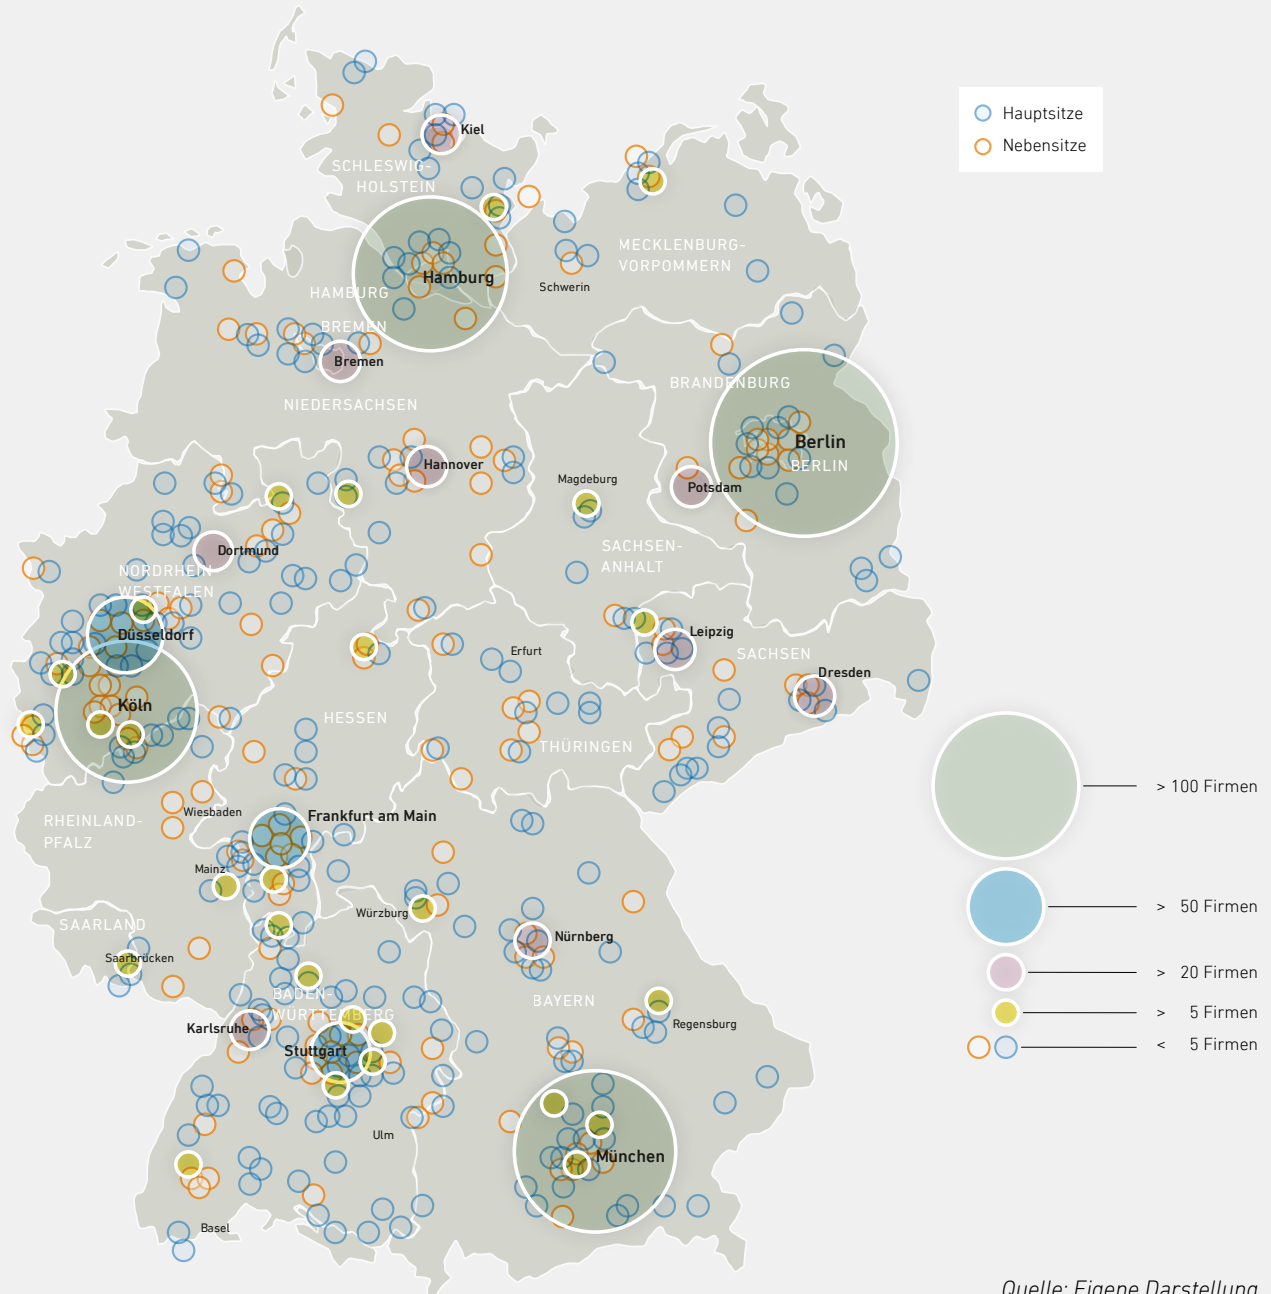 Hauptsitze
Nebensitze
Kiel
SCHLESWIG-
HOLSTEIN
MECKLENBURG-
VORPOMMERN
Hamburg
Schwerin
HAMBURG
BREMEN
Bremen
BRANDENBURG
NIEDERSACHSEN
Berlin
BERLIN
Hannover
Magdeburg
Potsdam
Dortmund
SACHSEN-
ANHALT
NORDRHEIN-
WESTFALEN
Düsseldorf
Leipzig
Erfurt
SACHSEN
Dresden
Köln
HESSEN
THÜRINGEN
> 100 Firmen
Wiesbaden
Frankfurt am Main
RHEINLAND-
PFALZ
Mainz
> 50 Firmen
Würzburg
SAARLAND
Nürnberg
Saarbrücken
> 20 Firmen
BADEN-
WÜRTTEMBERG
BAYERN
> 5 Firmen
Regensburg
Karlsruhe
Stuttgart
< 5 Firmen
Ulm
München
Basel
Quelle: Eigene Darstellung